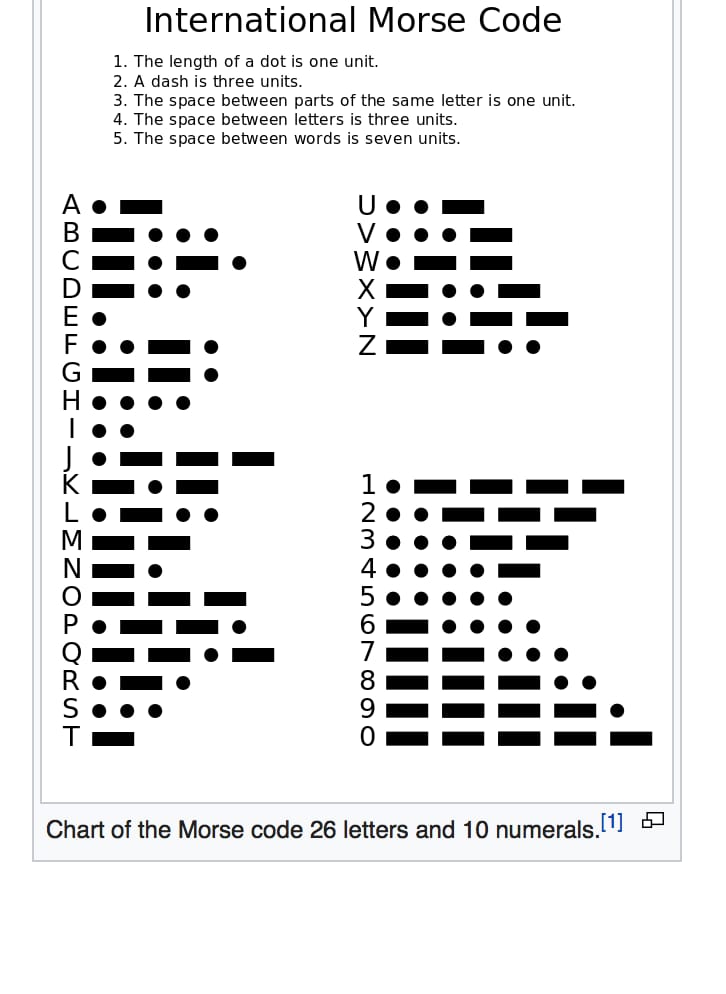 International Morse Code
1. The length of a dot is one unit.
2. A dash is three units.
3. The space between parts of the same letter is one unit.
4. The space between letters is three units.
5. The space between words is seven units.
A
B
C
D
E
F
G
H
I
J
K
L
M
N
O
P
Q
R
S
T
U
V
W
X
Y
Z
1
2
3
4
5
6
7
8
9
0
Chart of the Morse code 26 letters and 10 numerals.[1]